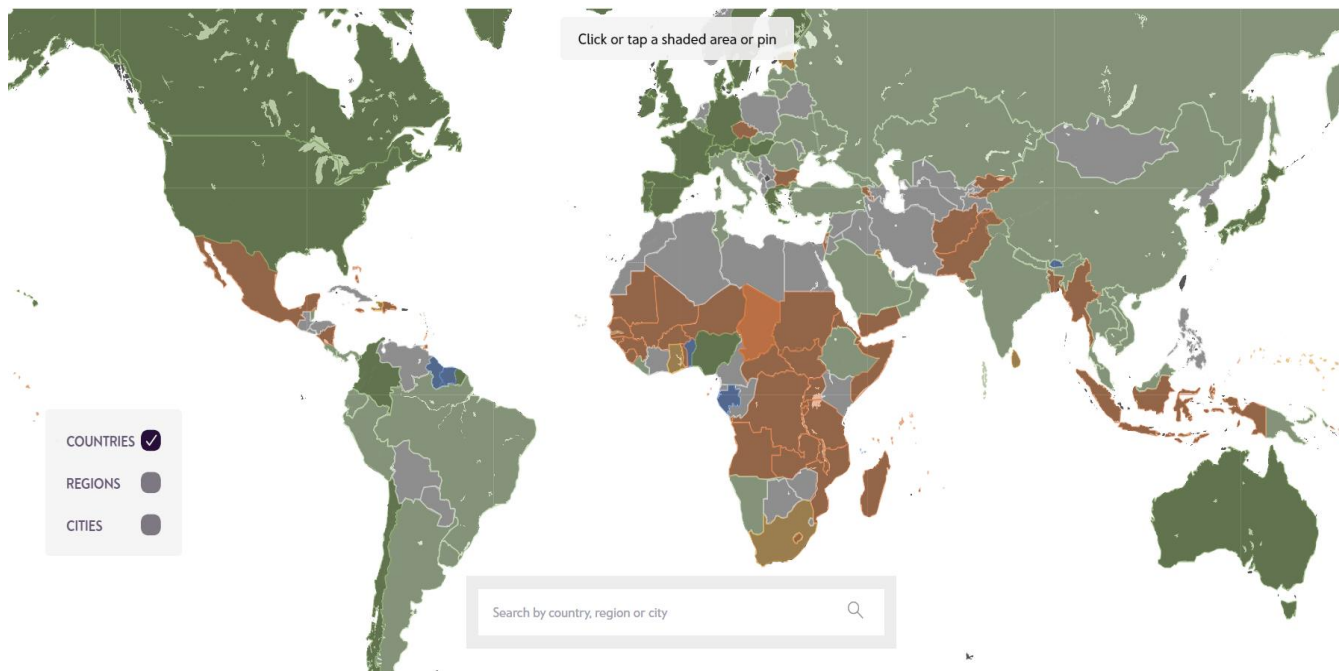 Click or tap a shaded area or pin
COUNTRIES
REGIONS
CITIES
Search by country, region or city